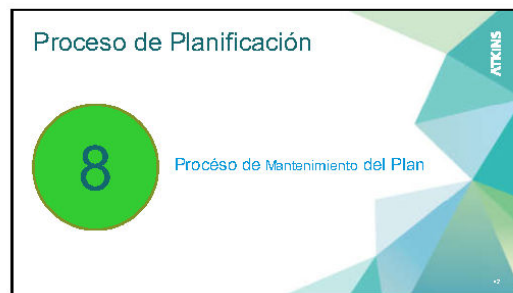 Proceso de Planificación
ATKINS
8
Procéso de Mantenimiento del Plan